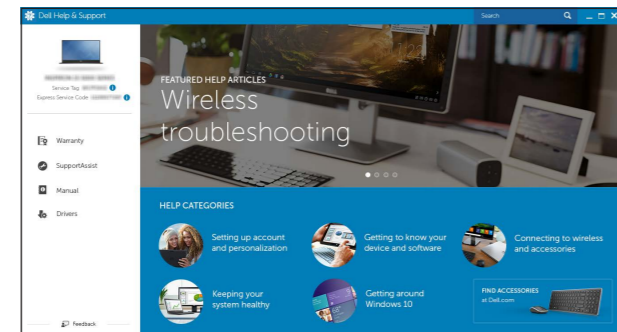 Dell Help & Support
Search
Service Tag:
Express Service Code:
Warranty
SupportAssist
Manual
Drivers
Feedback
FEATURED HELP ARTICLES
Wireless
troubleshooting
HELP CATEGORIES
Setting up account
and personalization
Getting to know your
device and software
Connecting to wireless
and accessories
Keeping your
system healthy
Getting around
Windows 10
FIND ACCESSORIES
at Dell.com